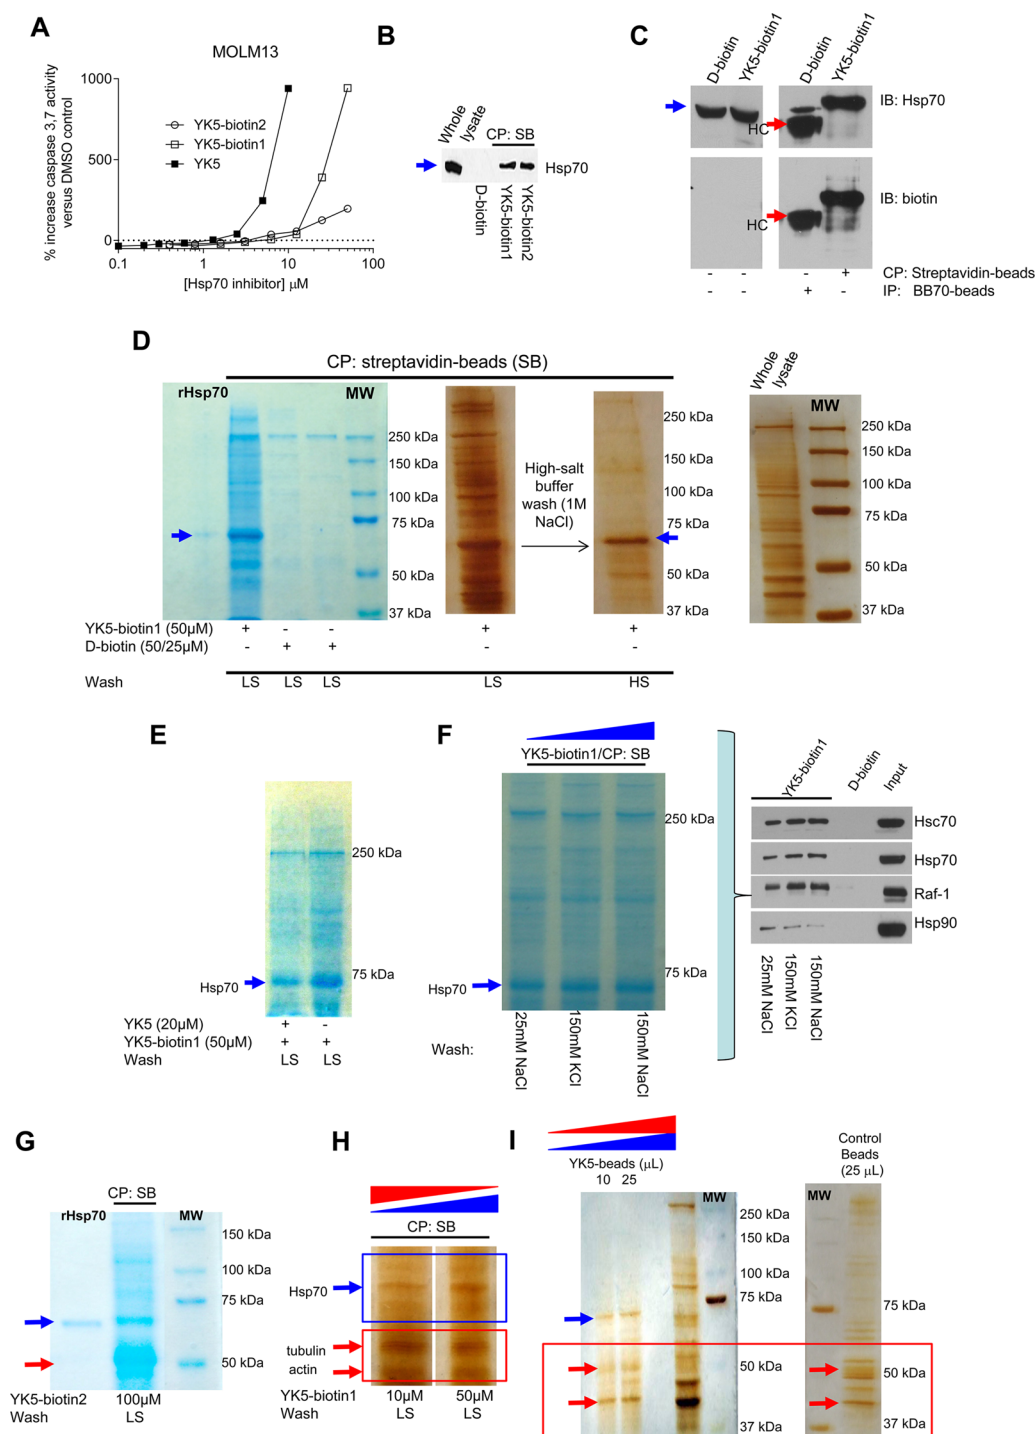 A
MOLM13
% increase caspase 3,7 activity
versus DMSO control
1000
500
0
YK5-biotin2
YK5-biotin1
YK5
0.1
1
10
100
[Hsp70 inhibitor] µM
B
Whole
lysate
CP: SB
Hsp70
D-biotin
YK5-biotin1
YK5-biotin2
C
D-biotin
YK5-biotin1
D-biotin
YK5-biotin1
IB: Hsp70
HC
IB: biotin
HC
- - - + CP: Streptavidin-beads
- - + - IP: BB70-beads
D
CP: streptavidin-beads (SB)
rHsp70
MW
250 kDa
150 kDa
100 kDa
75 kDa
50 kDa
37 kDa
High-salt
buffer
wash (1M
NaCl)
250 kDa
150 kDa
100 kDa
75 kDa
50 kDa
37 kDa
Whole
lysate
MW
250 kDa
150 kDa
100 kDa
75 kDa
50 kDa
37 kDa
YK5-biotin1 (50µM) + - - + +
D-biotin (50/25µM) - + + - -
Wash LS LS LS LS HS
E
250 kDa
75 kDa
Hsp70
YK5 (20µM) + -
YK5-biotin1 (50µM) + +
Wash LS LS
F
YK5-biotin1/CP: SB
250 kDa
75 kDa
Hsp70
Wash:
25mM NaCl
150mM KCl
150mM NaCl
YK5-biotin1
D-biotin
Input
Hsc70
Hsp70
Raf-1
Hsp90
25mM NaCl
150mM KCl
150mM NaCl
G
CP: SB
rHsp70
MW
150 kDa
100 kDa
75 kDa
50 kDa
YK5-biotin2 100µM
Wash LS
H
CP: SB
Hsp70
tubulin
actin
YK5-biotin1 10µM 50µM
Wash LS LS
I
YK5-beads (µL)
10 25
MW
250 kDa
150 kDa
100 kDa
75 kDa
50 kDa
37 kDa
Control
Beads
(25 µL)
MW
75 kDa
50 kDa
37 kDa